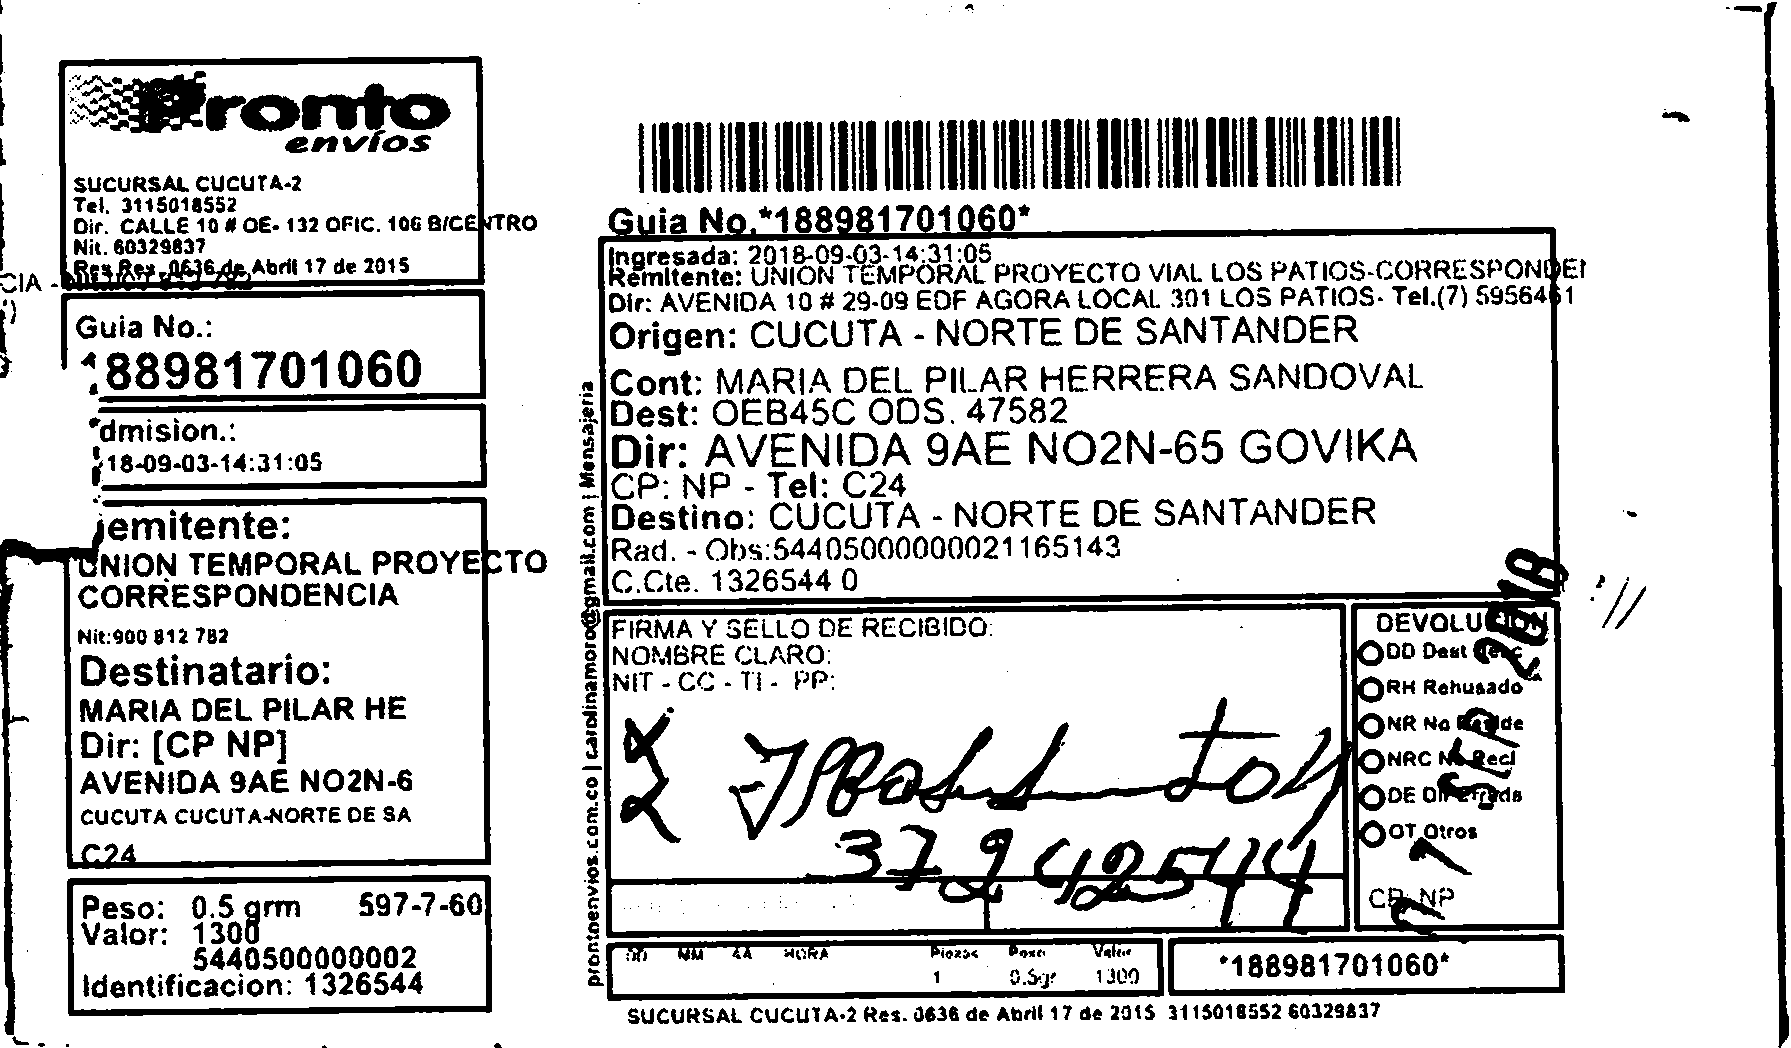 Pronto
envíos
SUCURSAL CUCUTA-2
Tel. 3115018552
Dir. CALLE 10 # OE- 132 OFIC. 106 B/CENTRO
Nit. 60329837
Res Res. 0636 de Abril 17 de 2015
CIA -
Guia No.:
188981701060
dmision.:
18-09-03-14:31:05
emitente:
UNION TEMPORAL PROYECTO
CORRESPONDENCIA
Nit:900 812 782
Destinatario:
MARIA DEL PILAR HE
Dir: [CP NP]
AVENIDA 9AE NO2N-6
CUCUTA CUCUTA-NORTE DE SA
C24
Peso: 0.5 grm 597-7-60
Valor: 1300
5440500000002
Identificacion: 1326544
prontoenvios.com.co | carolinamoro@gmail.com | Mensajeria
Guia No.*188981701060*
Ingresada: 2018-09-03-14:31:05
Remitente: UNION TEMPORAL PROYECTO VIAL LOS PATIOS-CORRESPONDEN
Dir: AVENIDA 10 # 29-09 EDF AGORA LOCAL 301 LOS PATIOS- Tel.(7) 5956461
Origen: CUCUTA - NORTE DE SANTANDER
Cont: MARIA DEL PILAR HERRERA SANDOVAL
Dest: OEB45C ODS. 47582
Dir: AVENIDA 9AE NO2N-65 GOVIKA
CP: NP - Tel: C24
Destino: CUCUTA - NORTE DE SANTANDER
Rad. - Obs:54405000000021165143
C.Cte. 1326544 0
FIRMA Y SELLO DE RECIBIDO:
NOMBRE CLARO:
NIT - CC - TI - PP:
37242544
DEVOLUCION
DD Dest Desc
RH Rehusado
NR No Reside
NRC No Recl
DE Dir Errada
OT Otros
CP: NP
SEP 2018
DD MM AA HORA Piezas Peso Valor
1 0.5gr 1300
*188981701060*
SUCURSAL CUCUTA-2 Res. 0636 de Abril 17 de 2015 3115018552 60329837